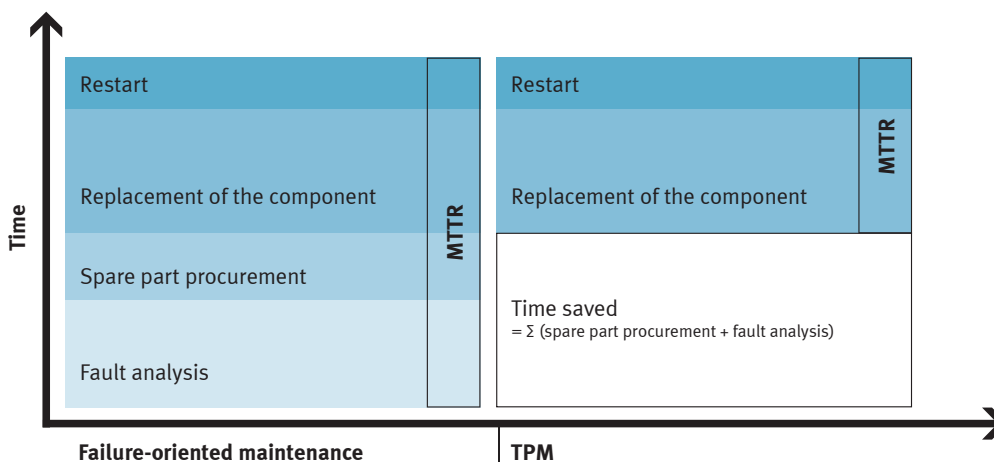 Time
Restart
Replacement of the component
Spare part procurement
Fault analysis
MTTR
Restart
Replacement of the component
MTTR
Time saved
= Σ (spare part procurement + fault analysis)
Failure-oriented maintenance
TPM